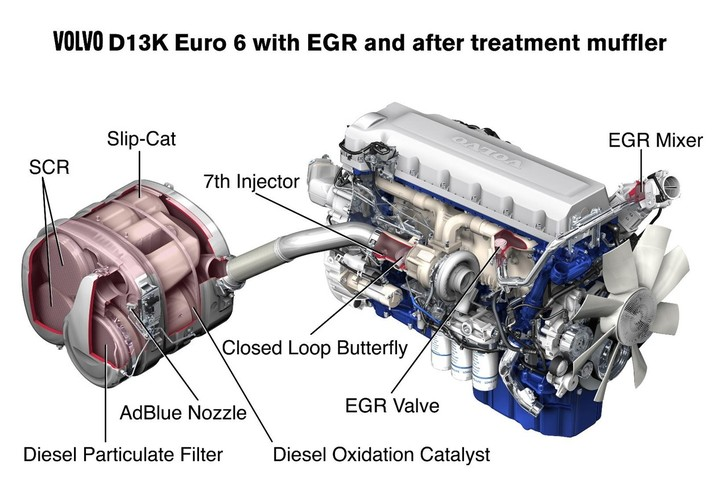 VOLVO D13K Euro 6 with EGR and after treatment muffler
Slip-Cat
EGR Mixer
SCR
7th Injector
VOLVO
Closed Loop Butterfly
EGR Valve
AdBlue Nozzle
Diesel Particulate Filter
Diesel Oxidation Catalyst